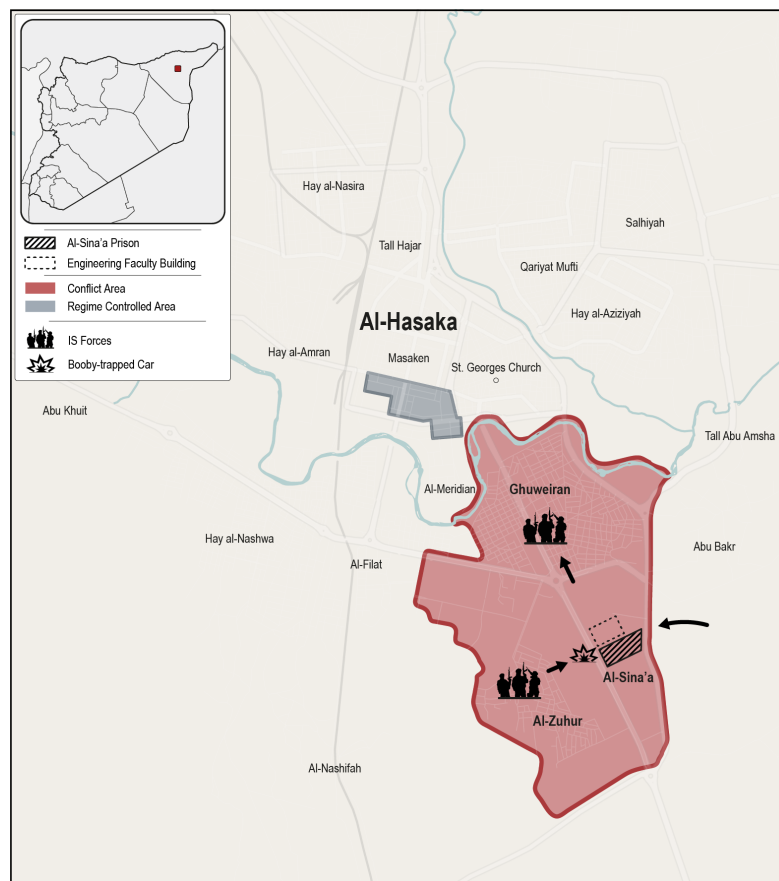 Al-Sina'a Prison
Engineering Faculty Building
Conflict Area
Regime Controlled Area
IS Forces
Booby-trapped Car
Hay al-Nasira
Salhiyah
Tall Hajar
Qariyat Mufti
Hay al-Aziziyah
Al-Hasaka
Hay al-Amran
Masaken
St. Georges Church
Abu Khuit
Tall Abu Amsha
Al-Meridian
Ghuweiran
Hay al-Nashwa
Abu Bakr
Al-Filat
Al-Sina'a
Al-Zuhur
Al-Nashifah